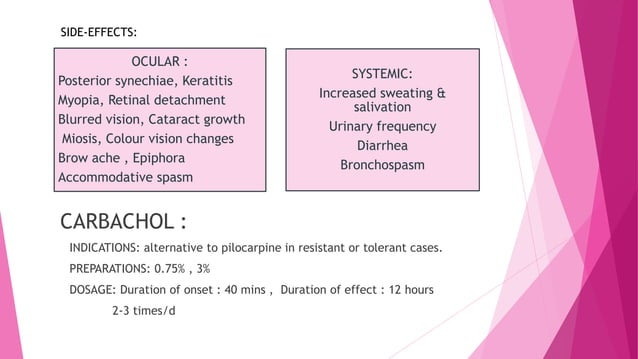 SIDE-EFFECTS:
OCULAR :
Posterior synechiae, Keratitis
Myopia, Retinal detachment
Blurred vision, Cataract growth
Miosis, Colour vision changes
Brow ache , Epiphora
Accommodative spasm
SYSTEMIC:
Increased sweating &
salivation
Urinary frequency
Diarrhea
Bronchospasm
CARBACHOL :
INDICATIONS: alternative to pilocarpine in resistant or tolerant cases.
PREPARATIONS: 0.75% , 3%
DOSAGE: Duration of onset : 40 mins , Duration of effect : 12 hours
2-3 times/d